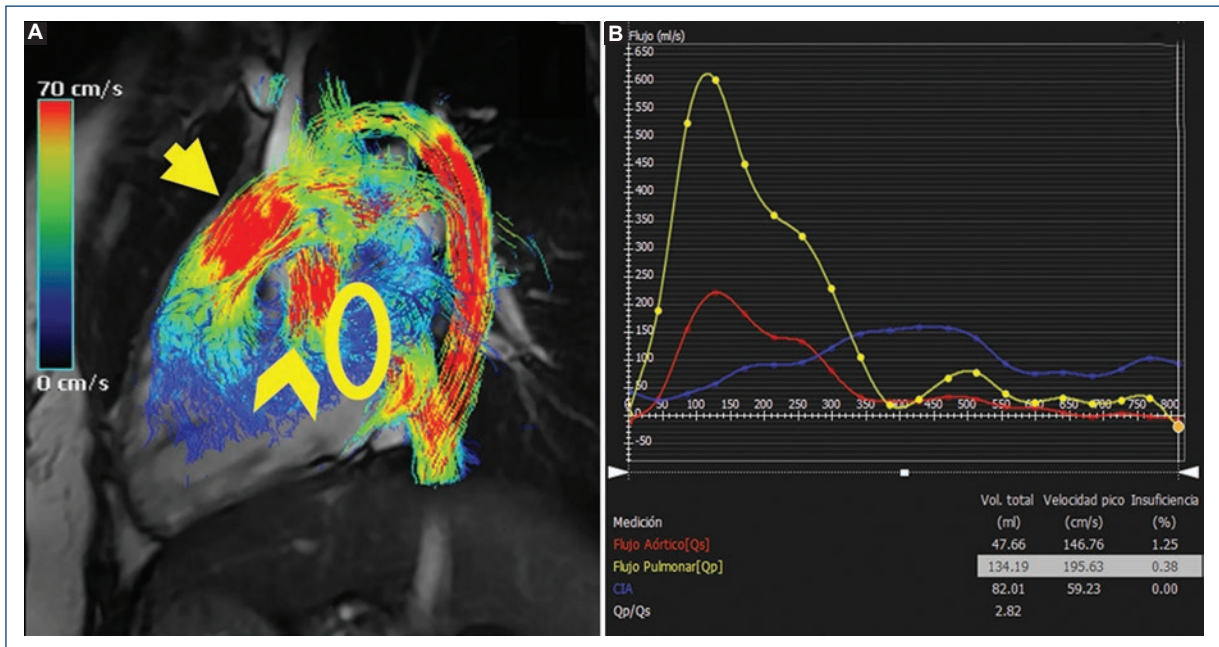 A
70 cm/s
0 cm/s
B
Flujo (ml/s)
650
600
550
500
450
400
350
300
250
200
150
100
50
0 50 100 150 200 250 300 350 400 450 500 550 600 650 700 750 800
-50
Vol. total Velocidad pico Insuficiencia
Medición (ml) (cm/s) (%)
Flujo Aórtico[Qs] 47.66 146.76 1.25
Flujo Pulmonar[Qp] 134.19 195.63 0.38
CIA 82.01 59.23 0.00
Qp/Qs 2.82